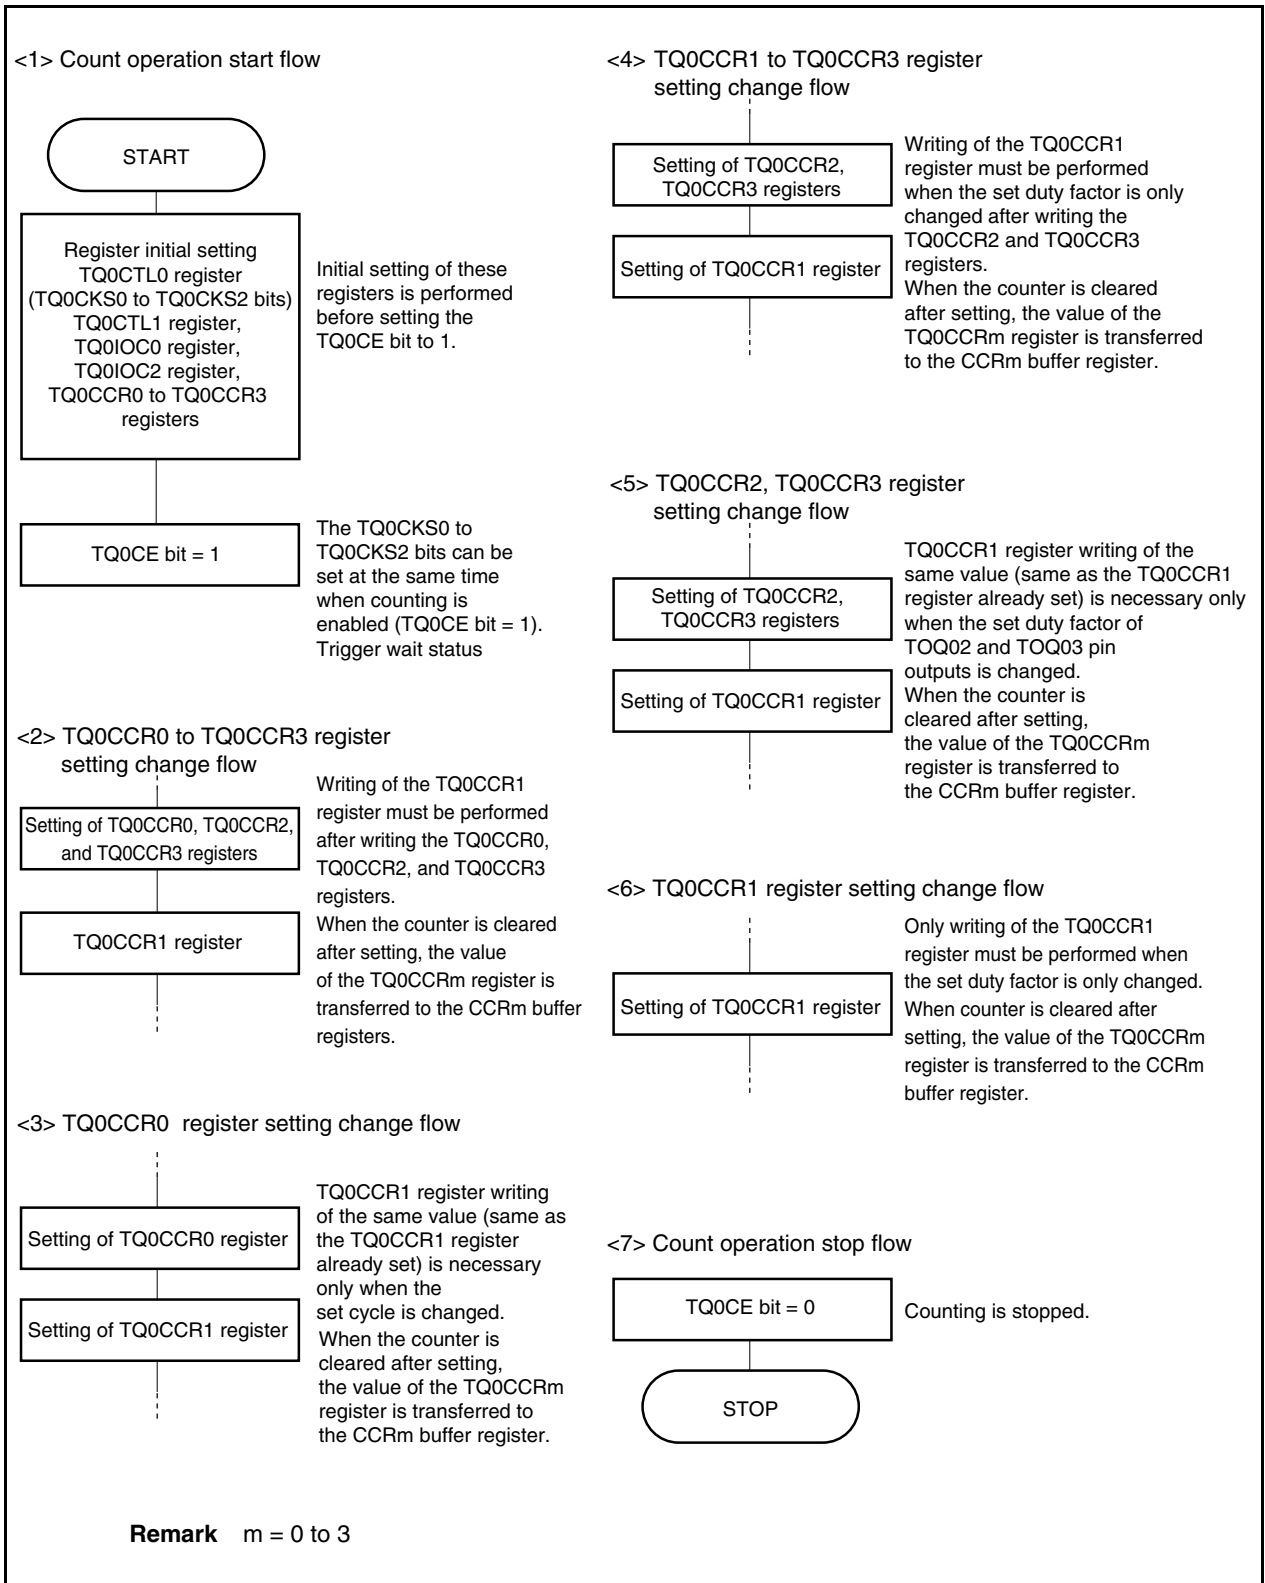 <1> Count operation start flow
START
Register initial setting
TQ0CTL0 register
(TQ0CKS0 to TQ0CKS2 bits)
TQ0CTL1 register,
TQ0IOC0 register,
TQ0IOC2 register,
TQ0CCR0 to TQ0CCR3
registers
Initial setting of these
registers is performed
before setting the
TQ0CE bit to 1.
TQ0CE bit = 1
The TQ0CKS0 to
TQ0CKS2 bits can be
set at the same time
when counting is
enabled (TQ0CE bit = 1).
Trigger wait status
<2> TQ0CCR0 to TQ0CCR3 register
setting change flow
Setting of TQ0CCR0, TQ0CCR2,
and TQ0CCR3 registers
TQ0CCR1 register
Writing of the TQ0CCR1
register must be performed
after writing the TQ0CCR0,
TQ0CCR2, and TQ0CCR3
registers.
When the counter is cleared
after setting, the value
of the TQ0CCRm register is
transferred to the CCRm buffer
registers.
<3> TQ0CCR0 register setting change flow
Setting of TQ0CCR0 register
Setting of TQ0CCR1 register
TQ0CCR1 register writing
of the same value (same as
the TQ0CCR1 register
already set) is necessary
only when the
set cycle is changed.
When the counter is
cleared after setting,
the value of the TQ0CCRm
register is transferred to
the CCRm buffer register.
<4> TQ0CCR1 to TQ0CCR3 register
setting change flow
Setting of TQ0CCR2,
TQ0CCR3 registers
Setting of TQ0CCR1 register
Writing of the TQ0CCR1
register must be performed
when the set duty factor is only
changed after writing the
TQ0CCR2 and TQ0CCR3
registers.
When the counter is cleared
after setting, the value of the
TQ0CCRm register is transferred
to the CCRm buffer register.
<5> TQ0CCR2, TQ0CCR3 register
setting change flow
Setting of TQ0CCR2,
TQ0CCR3 registers
Setting of TQ0CCR1 register
TQ0CCR1 register writing of the
same value (same as the TQ0CCR1
register already set) is necessary only
when the set duty factor of
TOQ02 and TOQ03 pin
outputs is changed.
When the counter is
cleared after setting,
the value of the TQ0CCRm
register is transferred to
the CCRm buffer register.
<6> TQ0CCR1 register setting change flow
Setting of TQ0CCR1 register
Only writing of the TQ0CCR1
register must be performed when
the set duty factor is only changed.
When counter is cleared after
setting, the value of the TQ0CCRm
register is transferred to the CCRm
buffer register.
<7> Count operation stop flow
TQ0CE bit = 0
Counting is stopped.
STOP
Remark m = 0 to 3